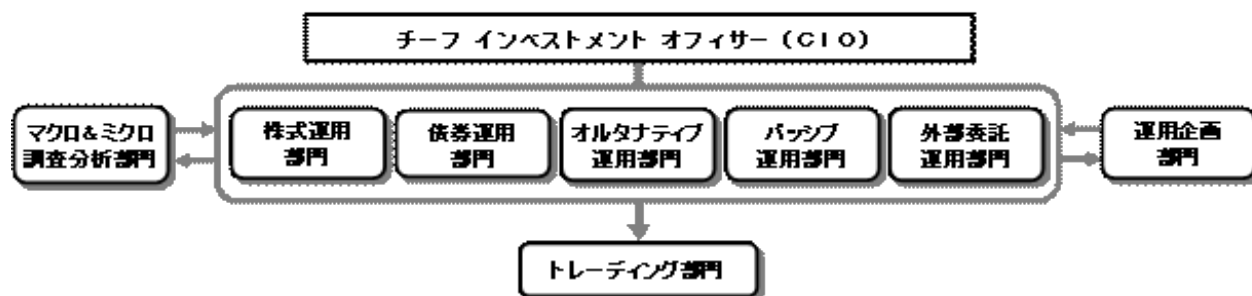 チーフ インベストメント オフィサー（ＣＩＯ）
マクロ＆ミクロ
調査分析部門
株式運用
部門
債券運用
部門
オルタナティブ
運用部門
パッシブ
運用部門
外部委託
運用部門
運用企画
部門
トレーディング部門